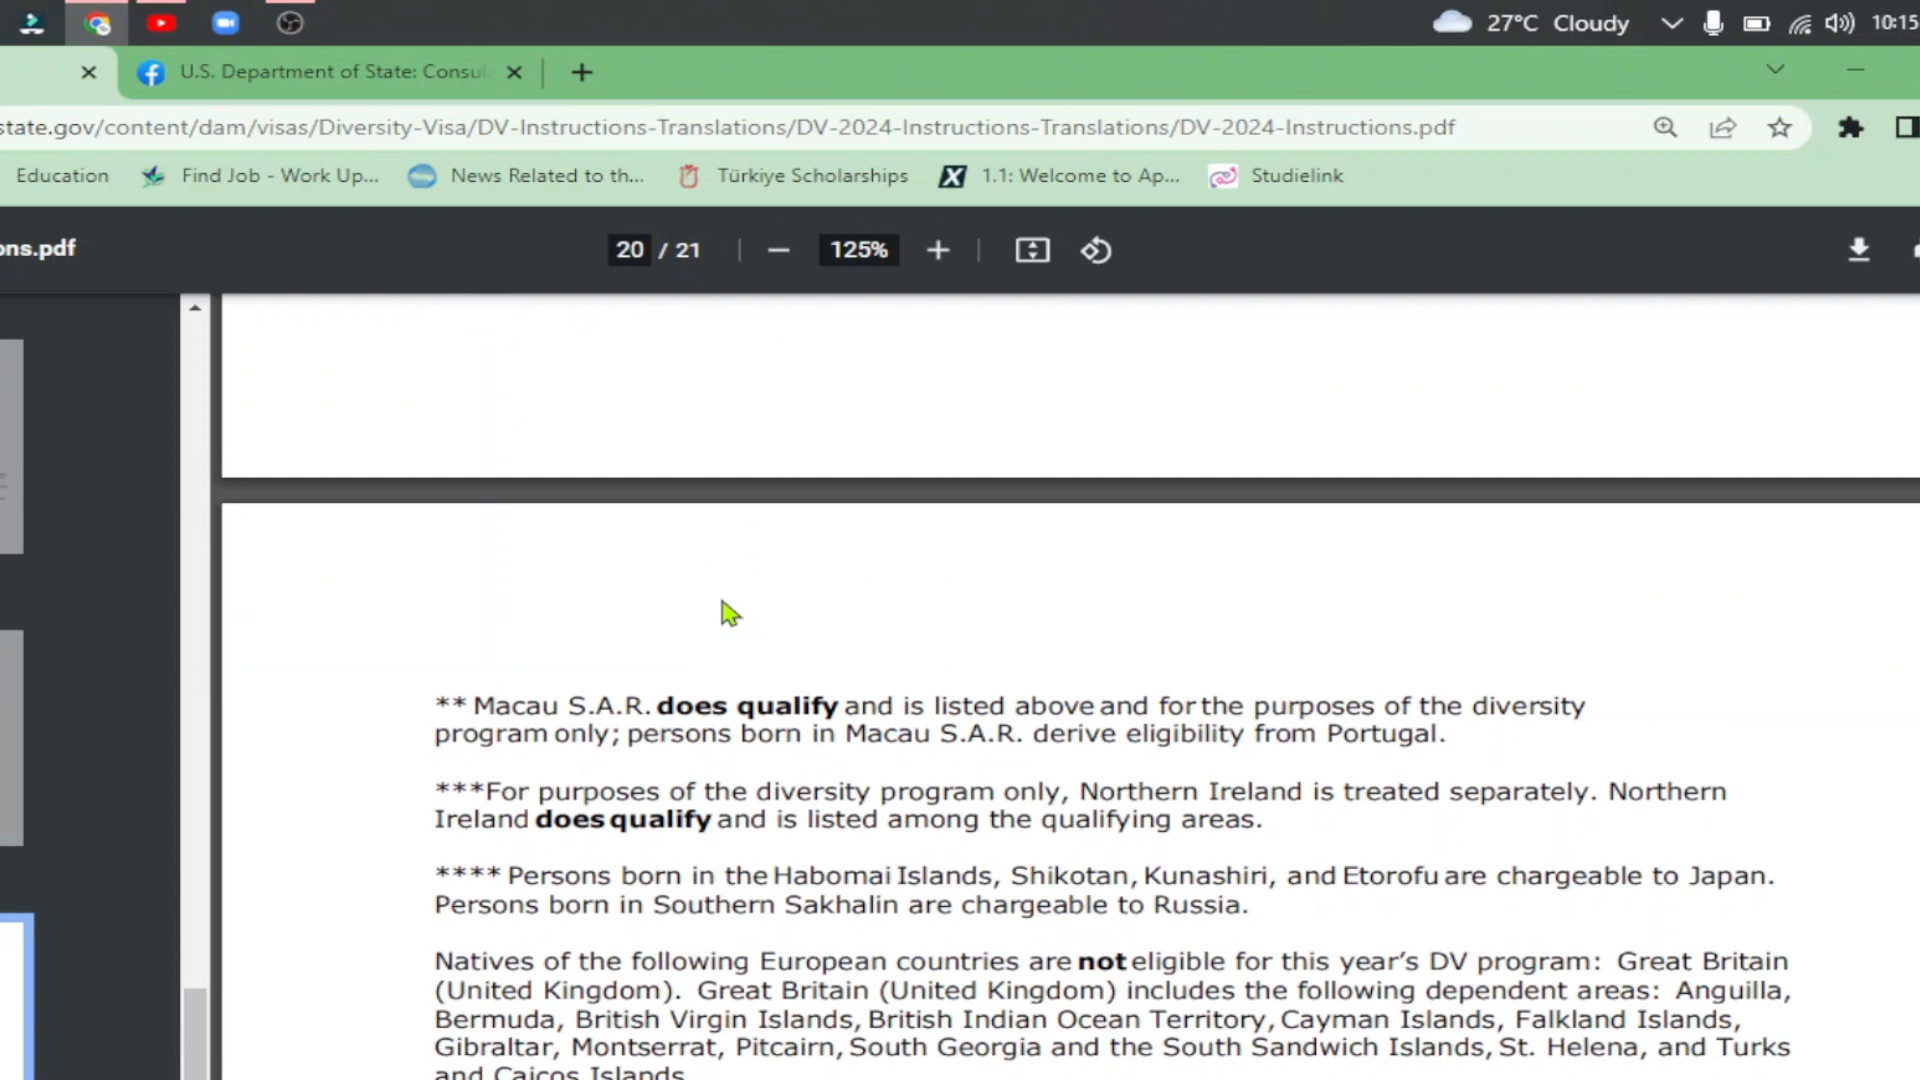 27°C Cloudy
10:15
U.S. Department of State: Consul
state.gov/content/dam/visas/Diversity-Visa/DV-Instructions-Translations/DV-2024-Instructions-Translations/DV-2024-Instructions.pdf
Education Find Job - Work Up... News Related to th... Türkiye Scholarships 1.1: Welcome to Ap... Studielink
ons.pdf
20 / 21
125%
** Macau S.A.R. does qualify and is listed above and for the purposes of the diversity
program only; persons born in Macau S.A.R. derive eligibility from Portugal.
***For purposes of the diversity program only, Northern Ireland is treated separately. Northern
Ireland does qualify and is listed among the qualifying areas.
**** Persons born in the Habomai Islands, Shikotan, Kunashiri, and Etorofu are chargeable to Japan.
Persons born in Southern Sakhalin are chargeable to Russia.
Natives of the following European countries are not eligible for this year’s DV program: Great Britain
(United Kingdom). Great Britain (United Kingdom) includes the following dependent areas: Anguilla,
Bermuda, British Virgin Islands, British Indian Ocean Territory, Cayman Islands, Falkland Islands,
Gibraltar, Montserrat, Pitcairn, South Georgia and the South Sandwich Islands, St. Helena, and Turks
and Caicos Islands.